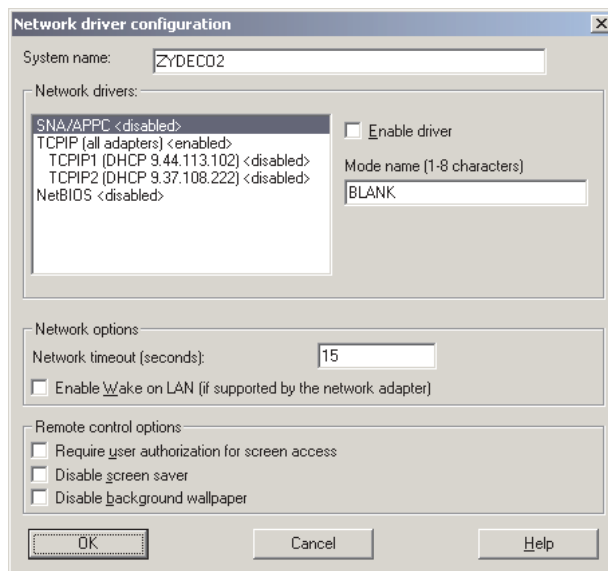 Network driver configuration
System name:
ZYDECO2
Network drivers:
SNA/APPC <disabled>
TCPIP (all adapters) <enabled>
TCPIP1 (DHCP 9.44.113.102) <disabled>
TCPIP2 (DHCP 9.37.108.222) <disabled>
NetBIOS <disabled>
Enable driver
Mode name (1-8 characters)
BLANK
Network options
Network timeout (seconds):
15
Enable Wake on LAN (if supported by the network adapter)
Remote control options
Require user authorization for screen access
Disable screen saver
Disable background wallpaper
OK
Cancel
Help